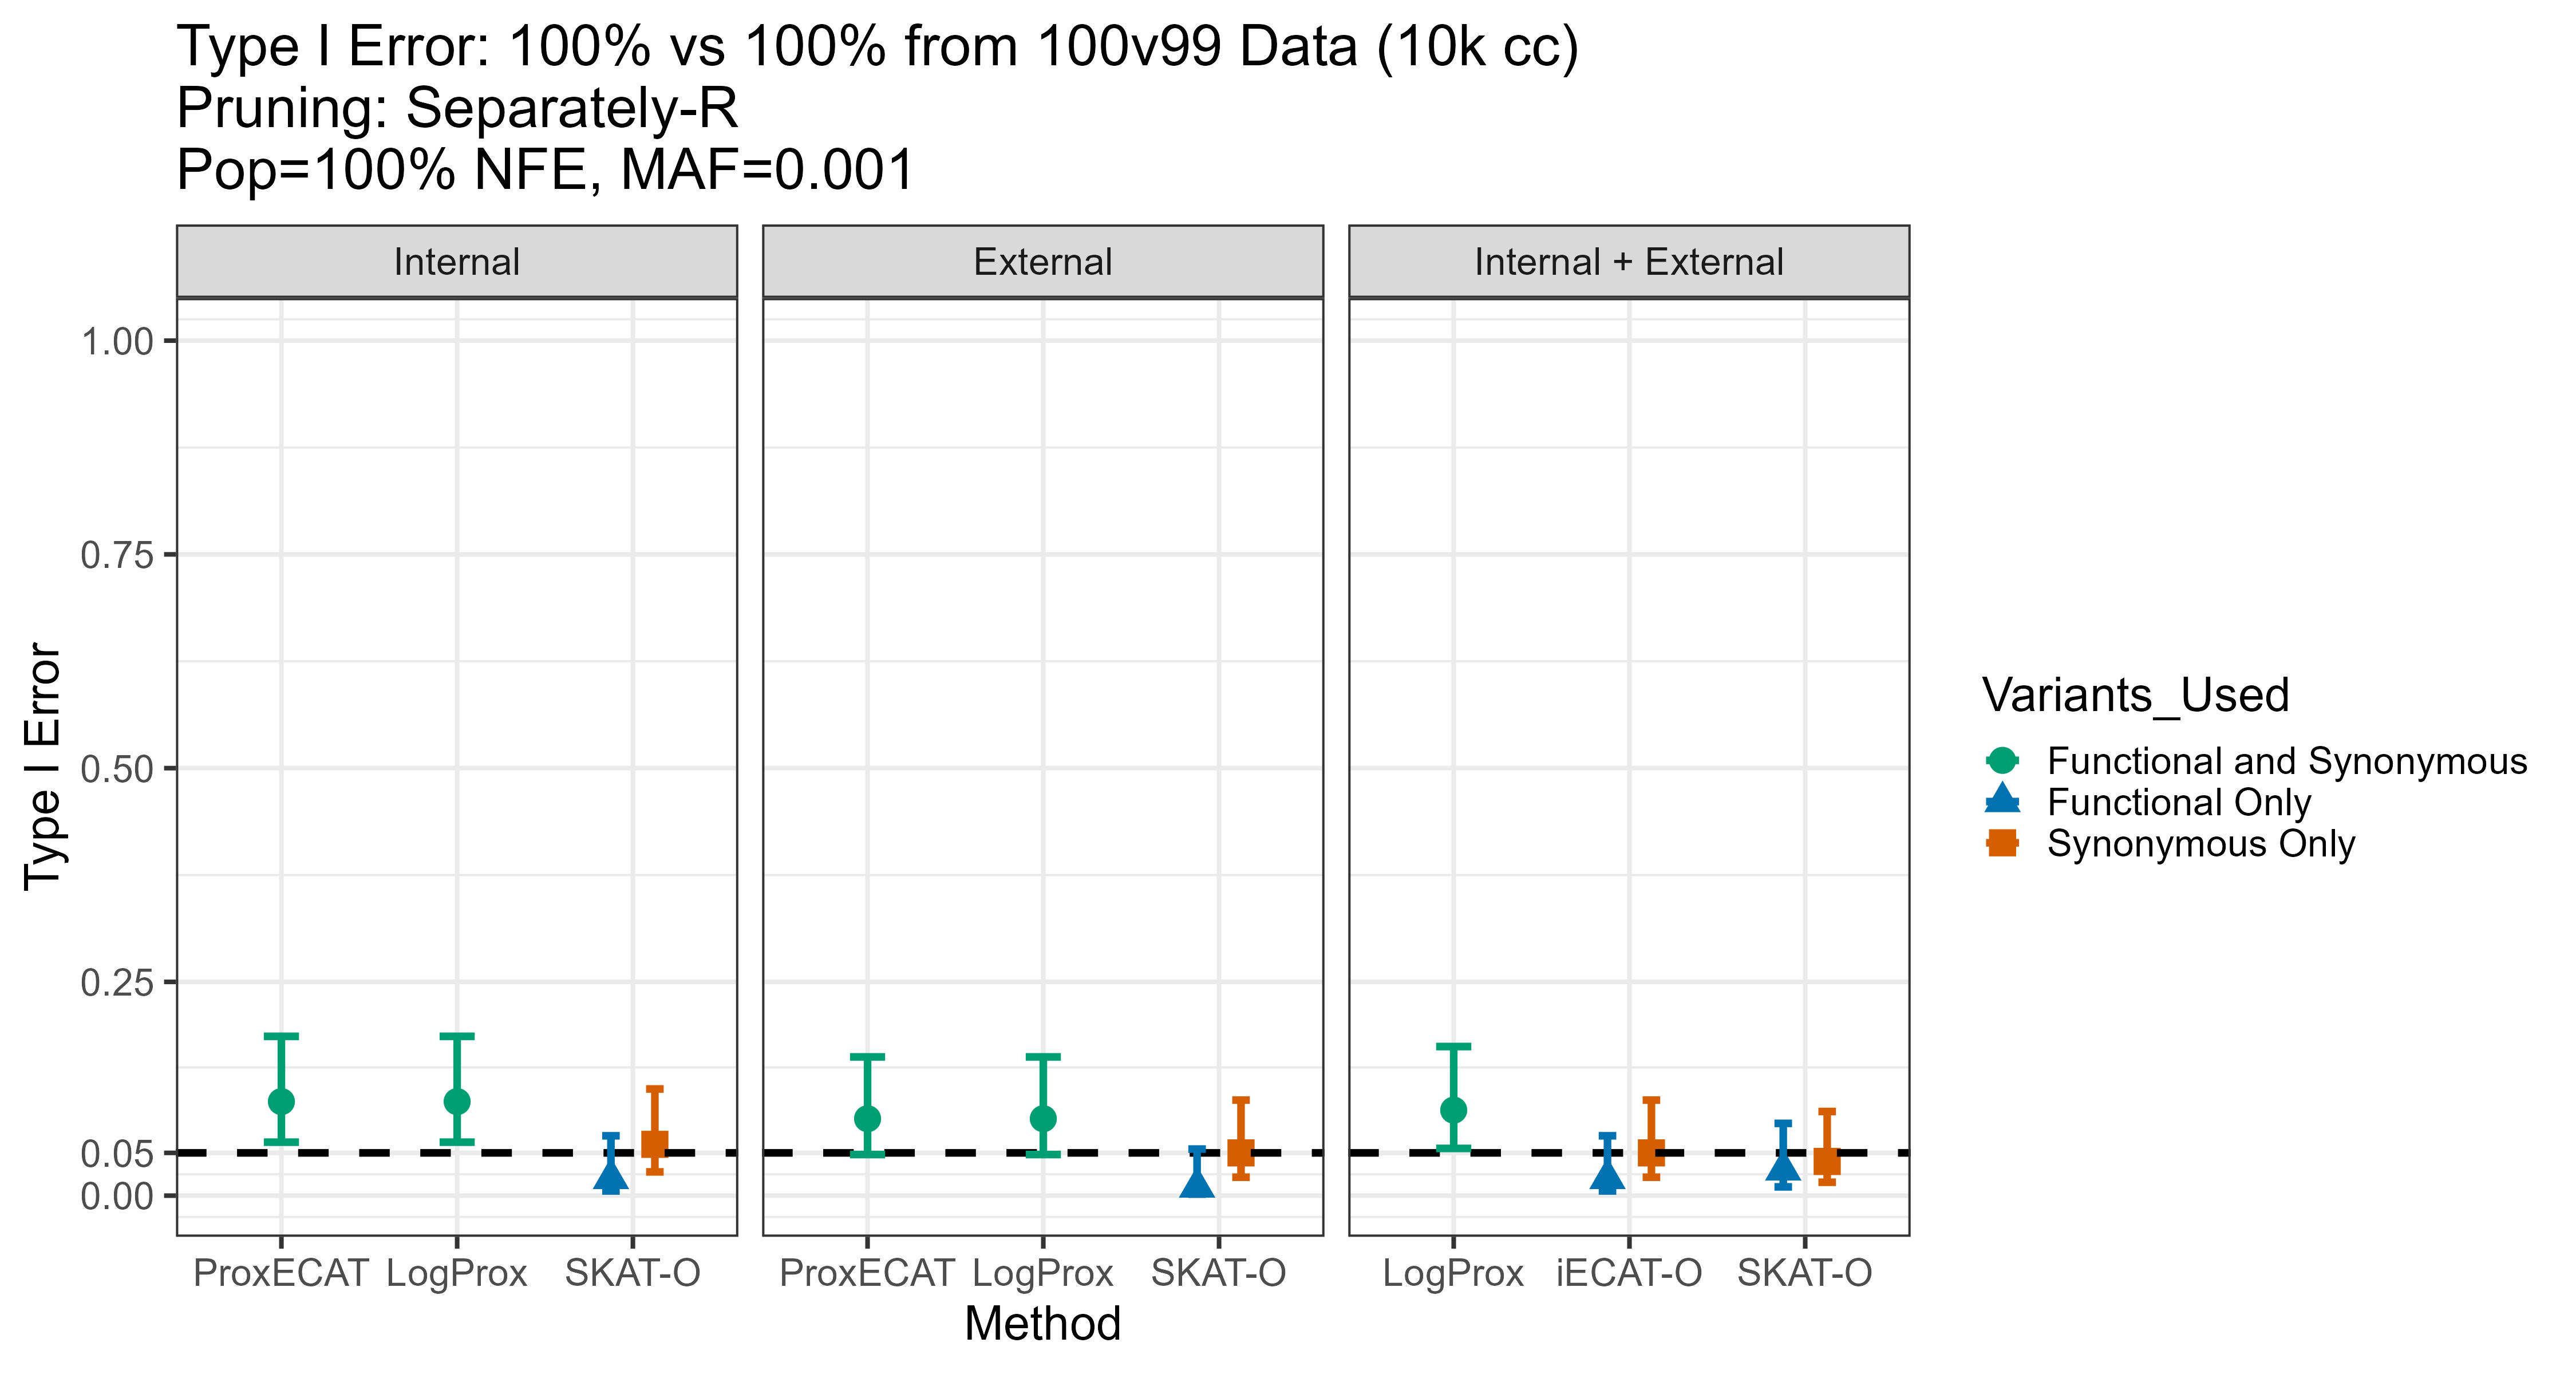 Type I Error: 100% vs 100% from 100v99 Data (10k cc)
Pruning: Separately-R
Pop=100% NFE, MAF=0.001
Internal
External
Internal + External
Type I Error
1.00
0.75
0.50
0.25
0.05
0.00
ProxECAT LogProx SKAT-O
ProxECAT LogProx SKAT-O
LogProx iECAT-O SKAT-O
Method
Variants_Used
Functional and Synonymous
Functional Only
Synonymous Only